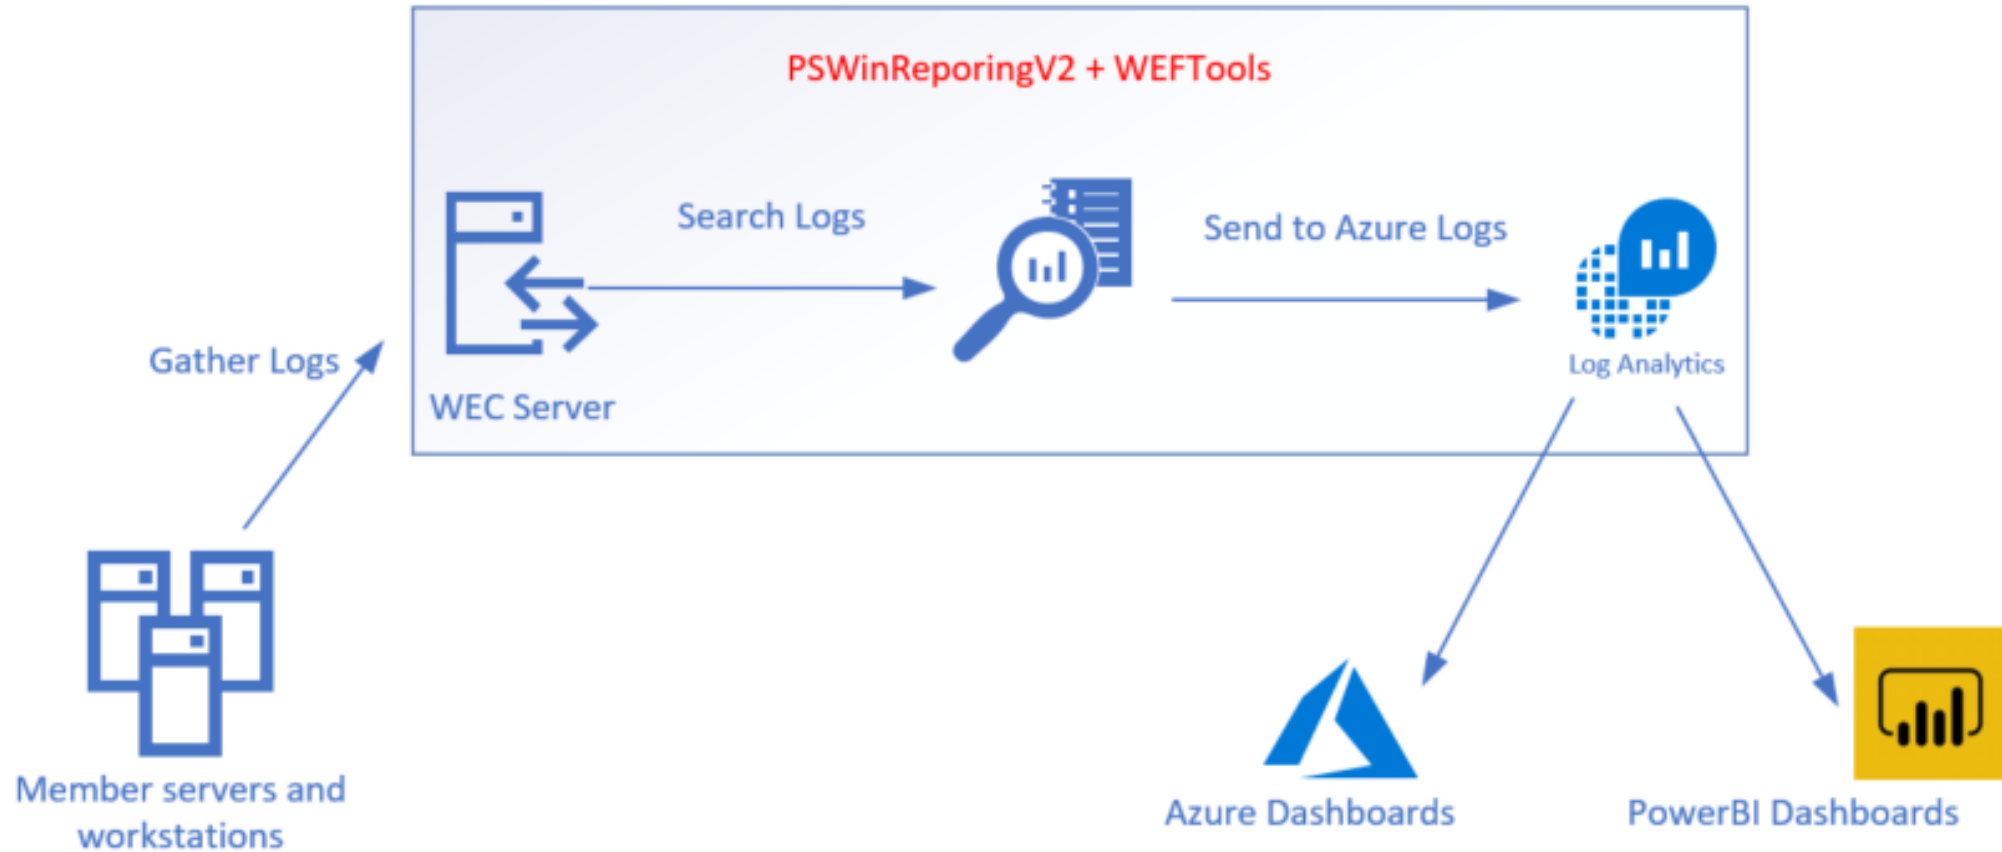 PSWinReporingV2 + WEFTools
Search Logs
Send to Azure Logs
Gather Logs
WEC Server
Log Analytics
Member servers and
workstations
Azure Dashboards
PowerBI Dashboards